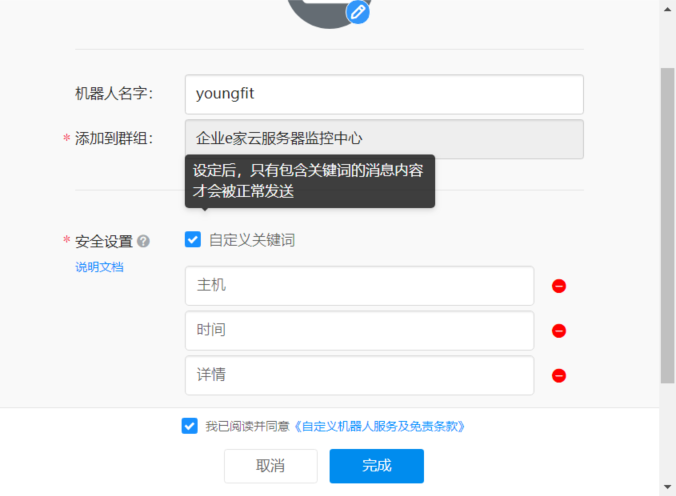 机器人名字：
youngfit
* 添加到群组：
企业e家云服务器监控中心
设定后，只有包含关键词的消息内容
才会被正常发送
* 安全设置 ?
自定义关键词
说明文档
主机
时间
详情
我已阅读并同意《自定义机器人服务及免责条款》
取消
完成